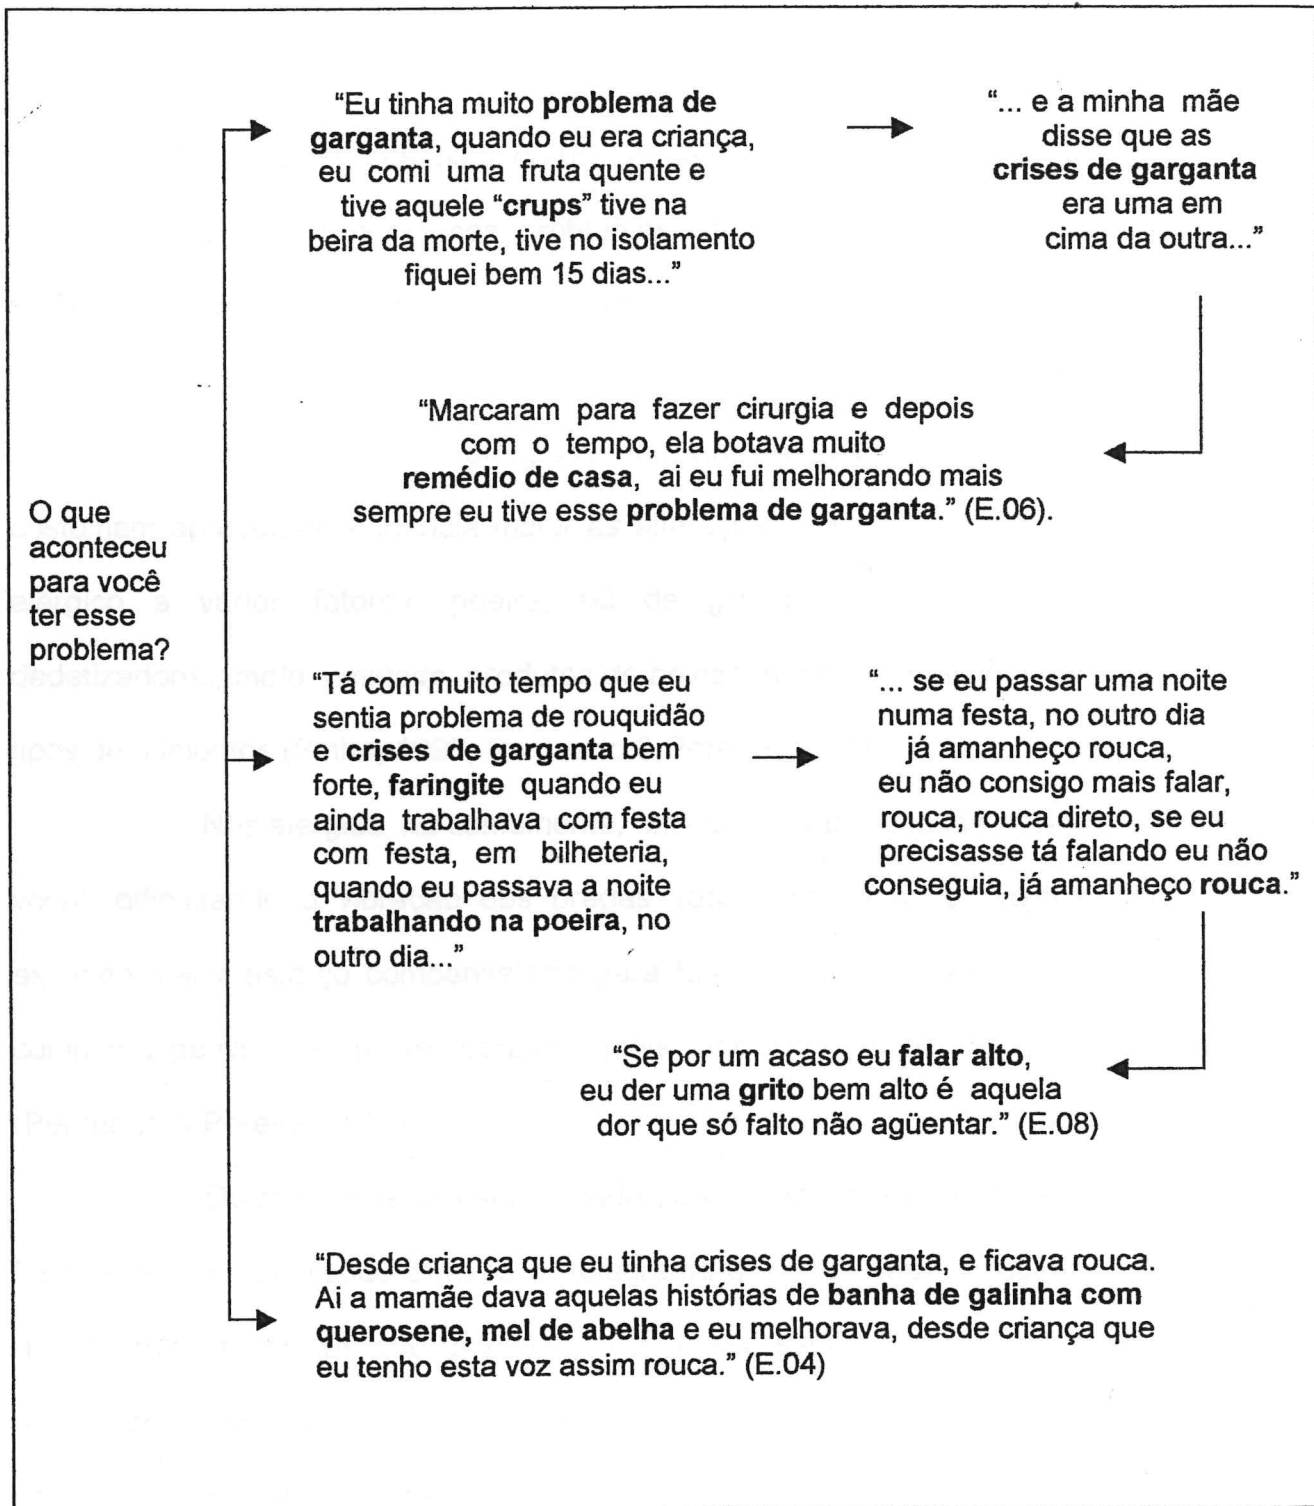 O que
aconteceu
para você
ter esse
problema?
“Eu tinha muito problema de
garganta, quando eu era criança,
eu comi uma fruta quente e
tive aquele “crups” tive na
beira da morte, tive no isolamento
fiquei bem 15 dias...”
“... e a minha mãe
disse que as
crises de garganta
era uma em
cima da outra...”
“Marcaram para fazer cirurgia e depois
com o tempo, ela botava muito
remédio de casa, ai eu fui melhorando mais
sempre eu tive esse problema de garganta.” (E.06).
“Tá com muito tempo que eu
sentia problema de rouquidão
e crises de garganta bem
forte, faringite quando eu
ainda trabalhava com festa
com festa, em bilheteria,
quando eu passava a noite
trabalhando na poeira, no
outro dia...”
“... se eu passar uma noite
numa festa, no outro dia
já amanheço rouca,
eu não consigo mais falar,
rouca, rouca direto, se eu
precisasse tá falando eu não
conseguia, já amanheço rouca.”
“Se por um acaso eu falar alto,
eu der uma grito bem alto é aquela
dor que só falto não agüentar.” (E.08)
“Desde criança que eu tinha crises de garganta, e ficava rouca.
Ai a mamãe dava aquelas histórias de banha de galinha com
querosene, mel de abelha e eu melhorava, desde criança que
eu tenho esta voz assim rouca.” (E.04)